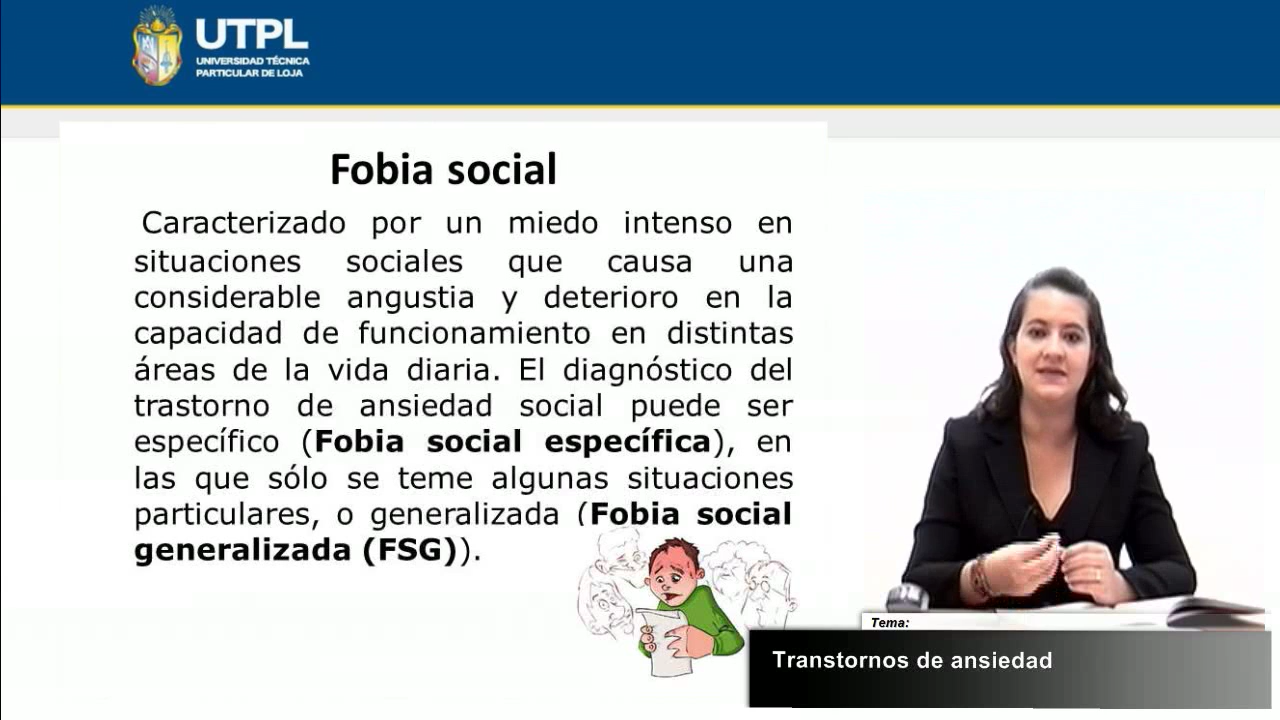 UTPL
UNIVERSIDAD TÉCNICA
PARTICULAR DE LOJA
Fobia social
Caracterizado por un miedo intenso en
situaciones sociales que causa una
considerable angustia y deterioro en la
capacidad de funcionamiento en distintas
áreas de la vida diaria. El diagnóstico del
trastorno de ansiedad social puede ser
específico (Fobia social específica), en
las que sólo se teme algunas situaciones
particulares, o generalizada (Fobia social
generalizada (FSG)).
Tema:
Transtornos de ansiedad